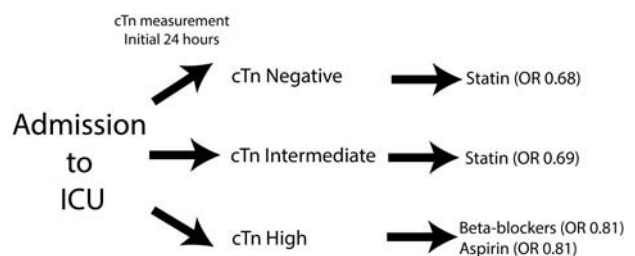 cTn measurement
Initial 24 hours
cTn Negative
Statin (OR 0.68)
Admission
to
ICU
cTn Intermediate
Statin (OR 0.69)
cTn High
Beta-blockers (OR 0.81)
Aspirin (OR 0.81)